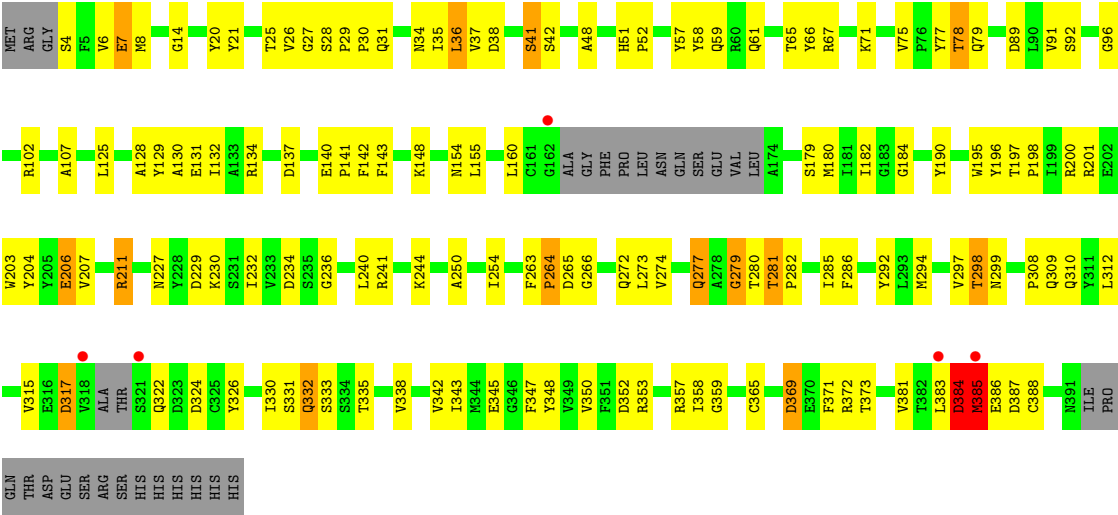 MET ARG GLY S4 F5 V6 E7 M8 G14 Y20 Y21 T25 V26 G27 S28 P29 P30 Q31 N34 I35 L36 V37 D38 S41 S42 A48 H51 P52 Y57 Y58 Q59 R60 Q61 T65 Y66 R67 K71 V75 P76 Y77 T78 Q79 D89 L90 V91 S92 G96
R102 A107 L125 A128 Y129 A130 E131 I132 A133 R134 D137 E140 P141 F142 F143 K148 N154 L155 L160 C161 G162 ALA GLY PHE PRO LEU ASN GLN SER GLU VAL LEU A174 S179 M180 I181 I182 G183 G184 Y190 W195 Y196 T197 P198 I199 R200 R201 E202
W203 Y204 Y205 E206 V207 R211 N227 Y228 D229 K230 S231 I232 V233 D234 S235 G236 L240 R241 K244 A250 I254 F263 P264 D265 G266 Q272 L273 V274 Q277 A278 G279 T280 T281 P282 I285 F286 Y292 L293 M294 V297 T298 N299 P308 Q309 Q310 Y311 L312
V315 E316 D317 V318 ALA THR S321 Q322 D323 D324 C325 Y326 I330 S331 Q332 S333 S334 T335 V338 V342 I343 M344 E345 G346 F347 Y348 V349 V350 F351 D352 R353 R357 I358 G359 C365 D369 E370 F371 R372 T373 V381 T382 L383 D384 M385 E386 D387 C388 N391 ILE PRO
GLN THR ASP GLU SER ARG SER HIS HIS HIS HIS HIS HIS